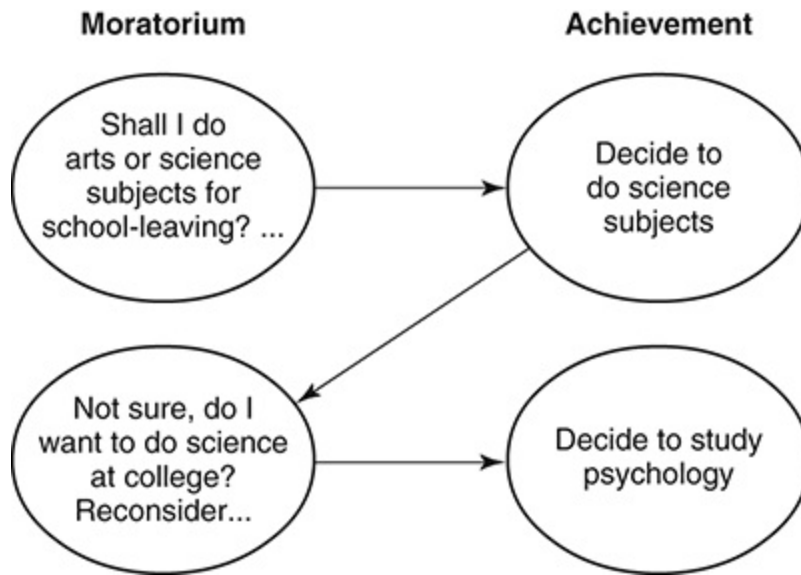 Moratorium
Achievement
Shall I do
arts or science
subjects for
school-leaving? ...
Decide to
do science
subjects
Not sure, do I
want to do science
at college?
Reconsider...
Decide to study
psychology